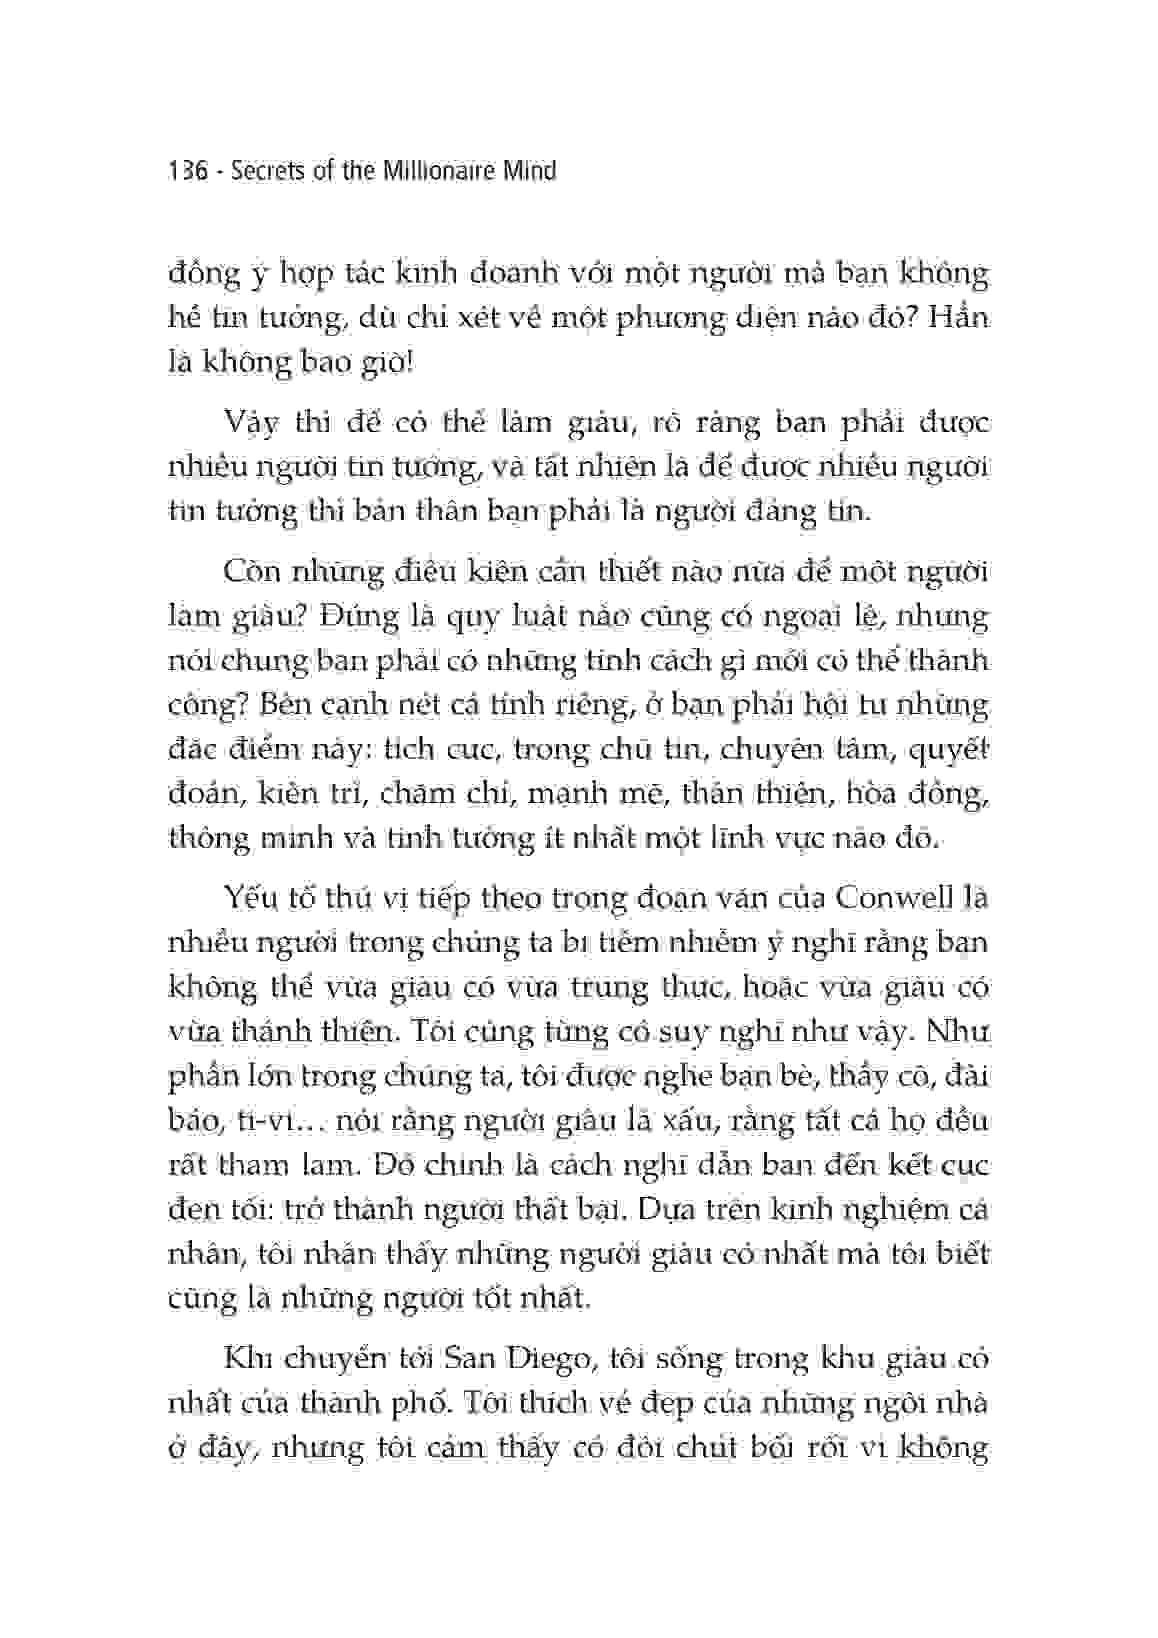 136 - Secrets of the Millionaire Mind
đồng ý hợp tác kinh doanh với một người mà bạn không
hề tin tưởng, dù chỉ xét về một phương diện nào đó? Hẳn
là không bao giờ!
Vậy thì để có thể làm giàu, rõ ràng bạn phải được
nhiều người tin tưởng, và tất nhiên là để được nhiều người
tin tưởng thì bản thân bạn phải là người đáng tin.
Còn những điều kiện cần thiết nào nữa để một người
làm giàu? Đúng là quy luật nào cũng có ngoại lệ, nhưng
nói chung bạn phải có những tính cách gì mới có thể thành
công? Bên cạnh nét cá tính riêng, ở bạn phải hội tụ những
đặc điểm này: tích cực, trọng chữ tín, chuyên tâm, quyết
đoán, kiên trì, chăm chỉ, mạnh mẽ, thân thiện, hòa đồng,
thông minh và tinh tường ít nhất một lĩnh vực nào đó.
Yếu tố thú vị tiếp theo trong đoạn văn của Conwell là
nhiều người trong chúng ta bị tiêm nhiễm ý nghĩ rằng bạn
không thể vừa giàu có vừa trung thực, hoặc vừa giàu có
vừa thánh thiện. Tôi cũng từng có suy nghĩ như vậy. Như
phần lớn trong chúng ta, tôi được nghe bạn bè, thầy cô, đài
báo, ti-vi... nói rằng người giàu là xấu, rằng tất cả họ đều
rất tham lam. Đó chính là cách nghĩ dẫn bạn đến kết cục
đen tối: trở thành người thất bại. Dựa trên kinh nghiệm cá
nhân, tôi nhận thấy những người giàu có nhất mà tôi biết
cũng là những người tốt nhất.
Khi chuyển tới San Diego, tôi sống trong khu giàu có
nhất của thành phố. Tôi thích vẻ đẹp của những ngôi nhà
ở đây, nhưng tôi cảm thấy có đôi chút bối rối vì không